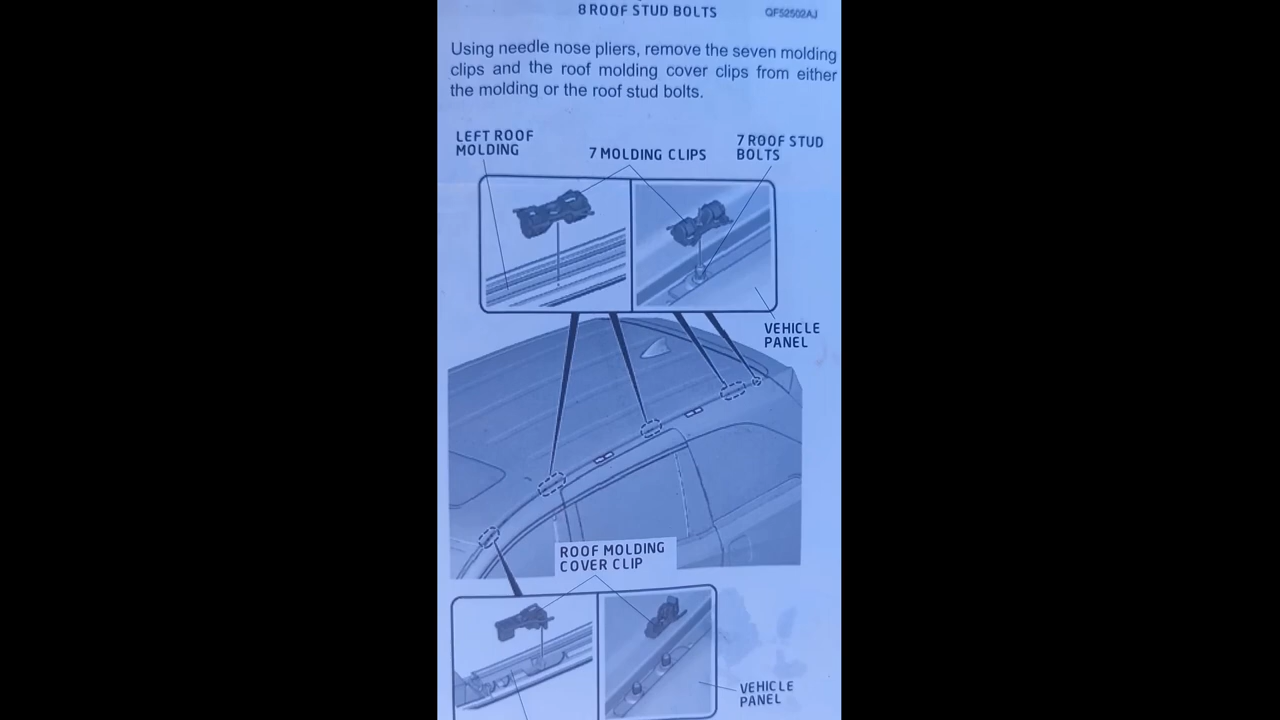 8 ROOF STUD BOLTS
QF52502AJ
Using needle nose pliers, remove the seven molding
clips and the roof molding cover clips from either
the molding or the roof stud bolts.
LEFT ROOF
MOLDING
7 MOLDING CLIPS
7 ROOF STUD
BOLTS
VEHICLE
PANEL
ROOF MOLDING
COVER CLIP
VEHICLE
PANEL